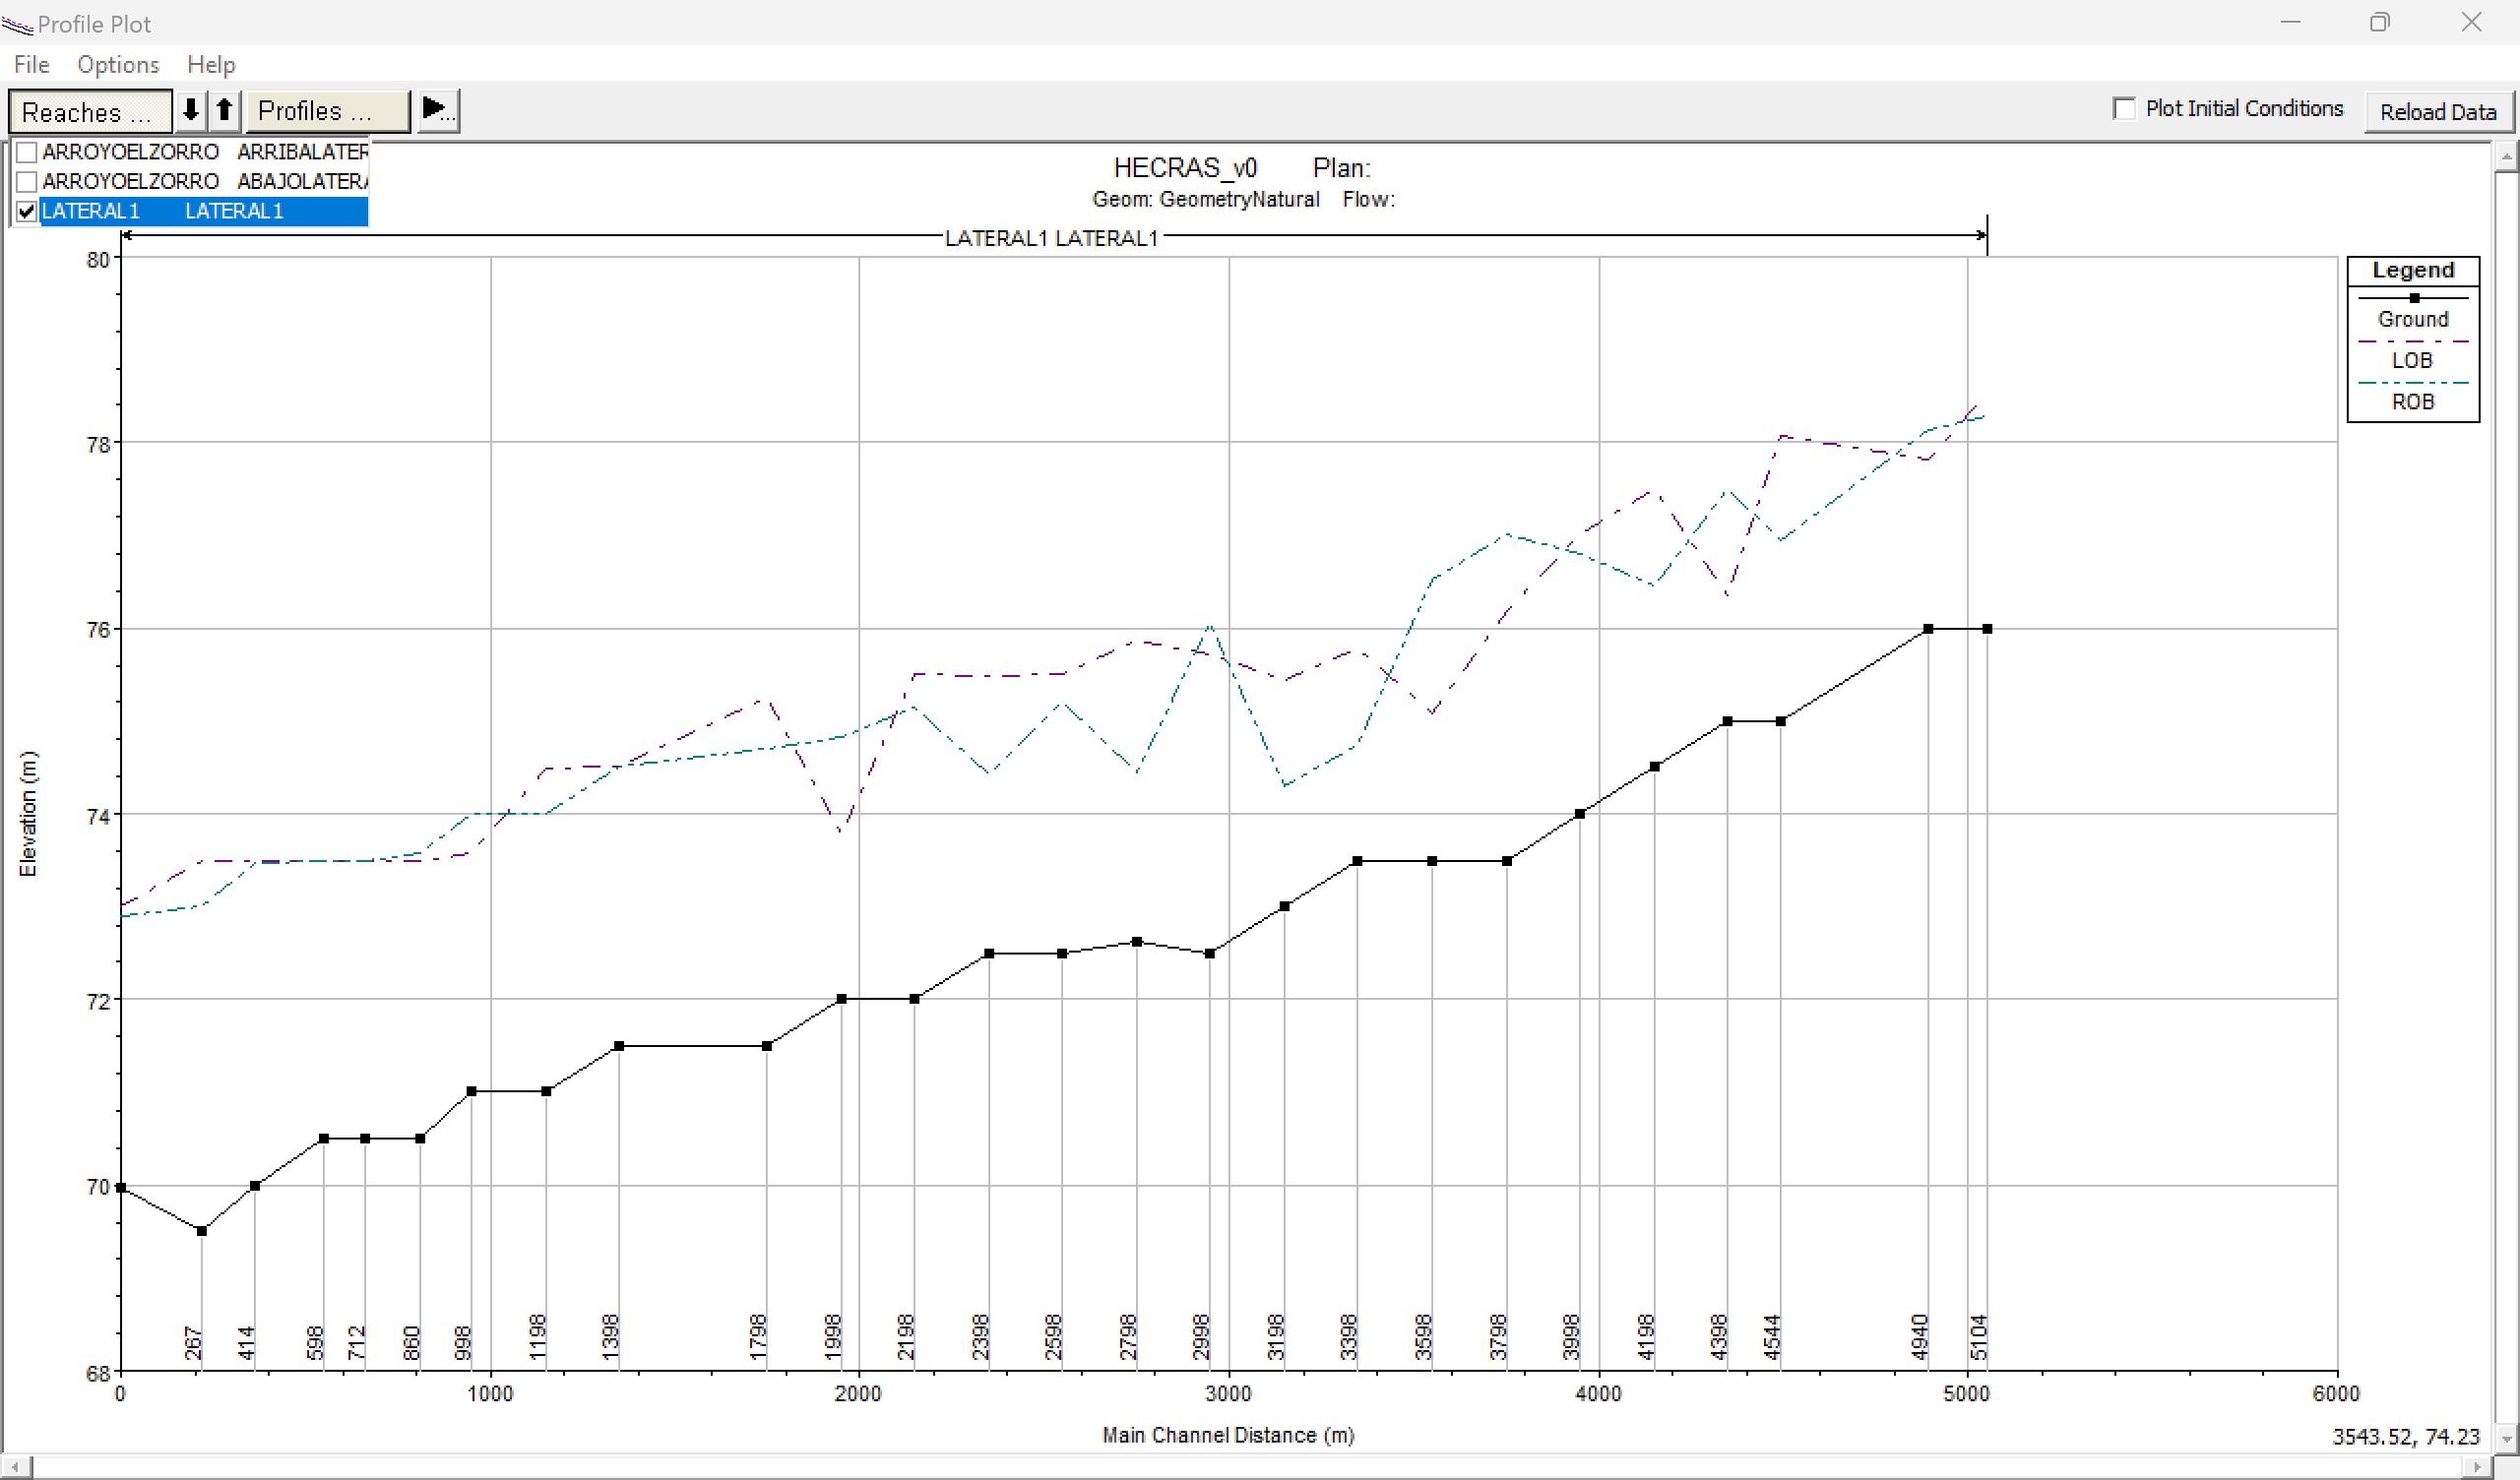 Profile Plot
File Options Help
Reaches ... Profiles ... ... Plot Initial Conditions Reload Data
ARROYOELZORRO ARRIBALATER
ARROYOELZORRO ABAJOLATERA
LATERAL1 LATERAL1
HECRAS_v0 Plan:
Geom: GeometryNatural Flow:
LATERAL1 LATERAL1
Legend
Ground
LOB
ROB
80
78
76
74
72
70
68
Elevation (m)
267 414 598 712 860 998 1198 1398 1798 1998 2198 2398 2598 2798 2998 3198 3398 3598 3798 3998 4198 4398 4544 4940 5104
0 1000 2000 3000 4000 5000 6000
Main Channel Distance (m)
3543.52, 74.23